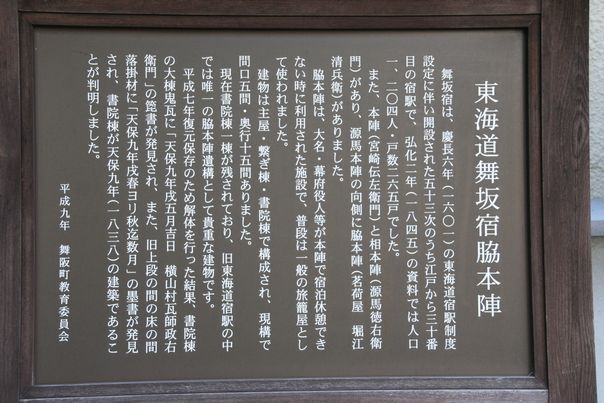 東海道舞坂宿脇本陣
舞坂宿は、慶長六年(一六〇一)の東海道宿駅制度
設定に伴い開設された五十三次のうち江戸から三十番
目の宿駅で、弘化二年(一八四五)の資料では人口
一、二〇四人・戸数二六五戸でした。
また、本陣(宮崎伝左衛門)と相本陣(源馬徳右衛
門)があり、源馬本陣の向側に脇本陣(茗荷屋 堀江
清兵衛)がありました。
脇本陣は、大名・幕府役人等が本陣で宿泊休憩でき
ない時に利用された施設で、普段は一般の旅籠屋とし
て使われました。
建物は主屋・繋ぎ棟・書院棟で構成され、現構で
間口五間・奥行十五間ありました。
現在書院棟一棟が残されており、旧東海道宿駅の中
では唯一の脇本陣遺構として貴重な建物です。
平成七年復元保存のため解体を行った結果、書院棟
の大棟鬼瓦に「天保九年戌五月吉日 横山村瓦師政右
衛門」の箆書が発見され、また、旧上段の間の床の間
落掛材に「天保九年戌春ヨリ秋迄数月」の墨書が発見
され、書院棟が天保九年(一八三八)の建築であるこ
とが判明しました。
平成九年 舞阪町教育委員会